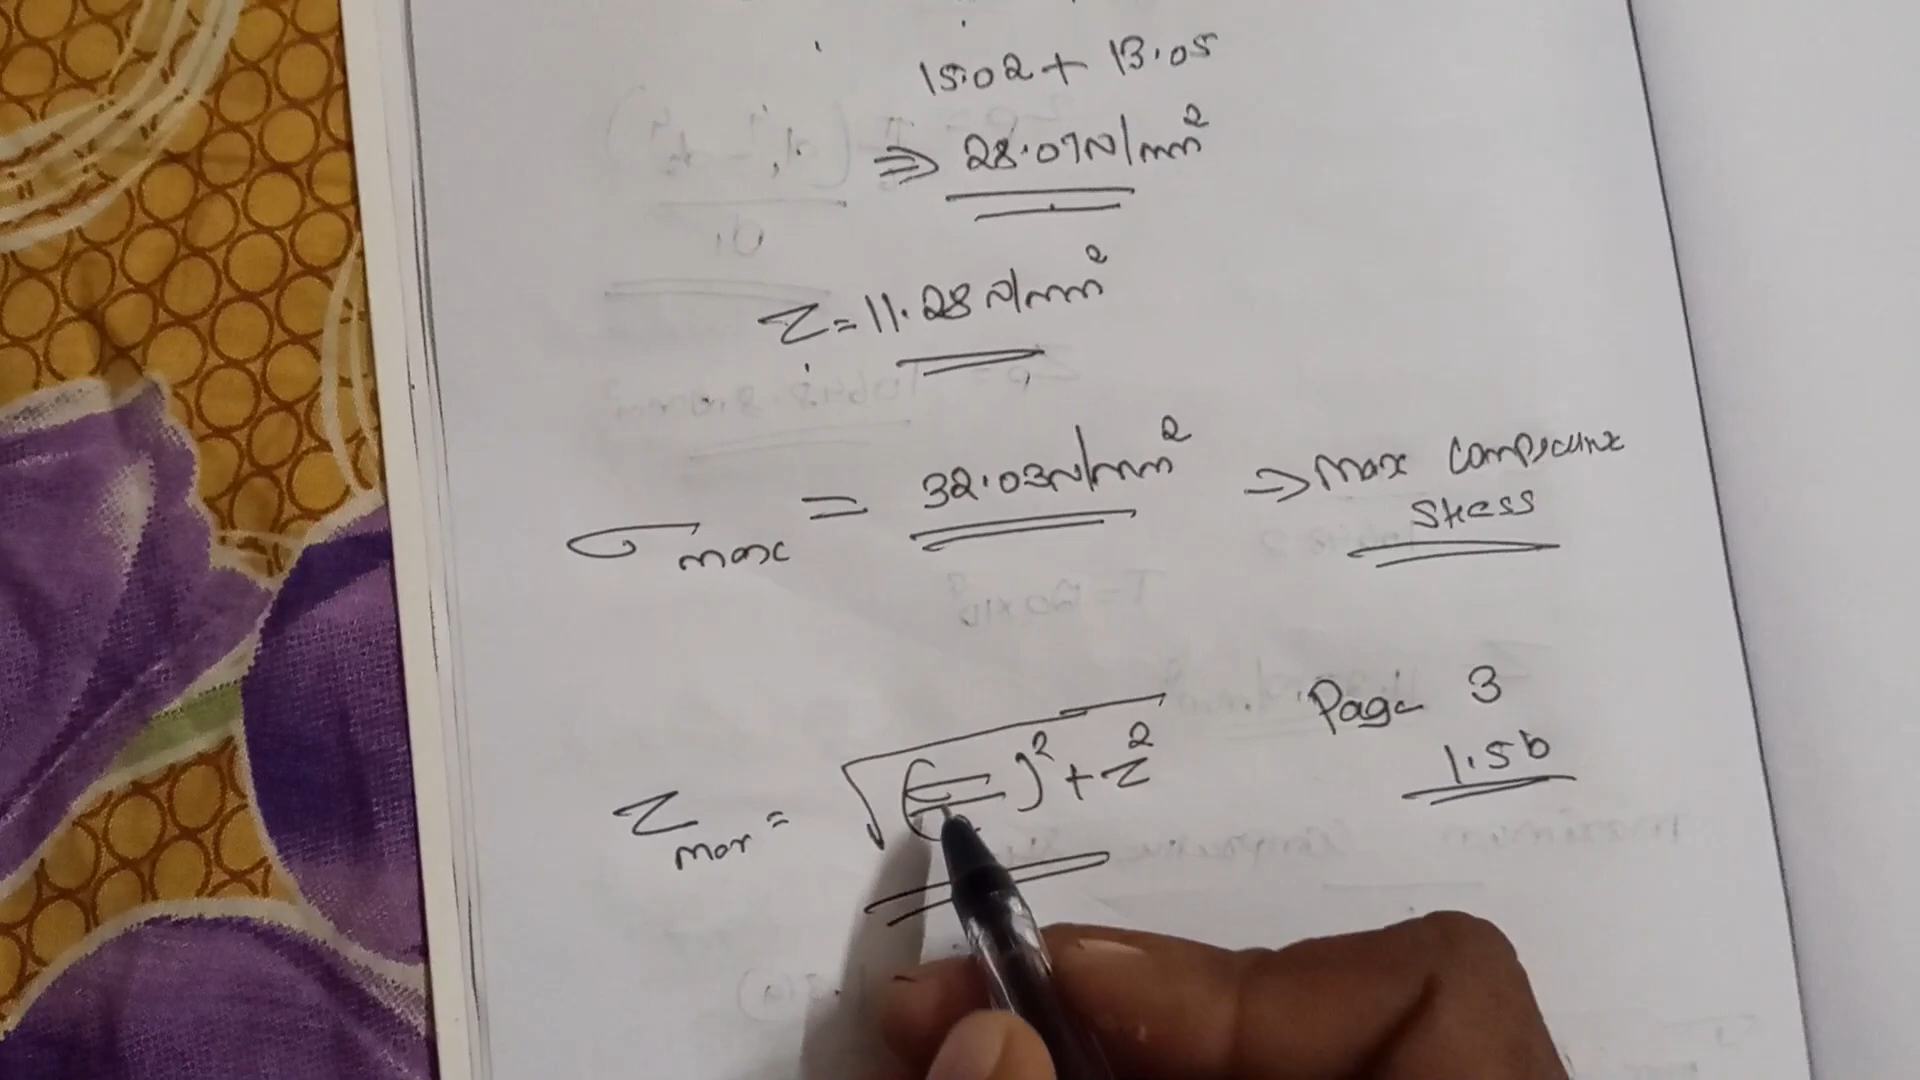 15.02 + 13.05
⇒ 28.07N/mm²
τ = 11.28 N/mm²
σmax = 32.03N/mm² ⇒ Max Compressive
Stress
Page 3
1.5b
τmax = √( )² + τ²